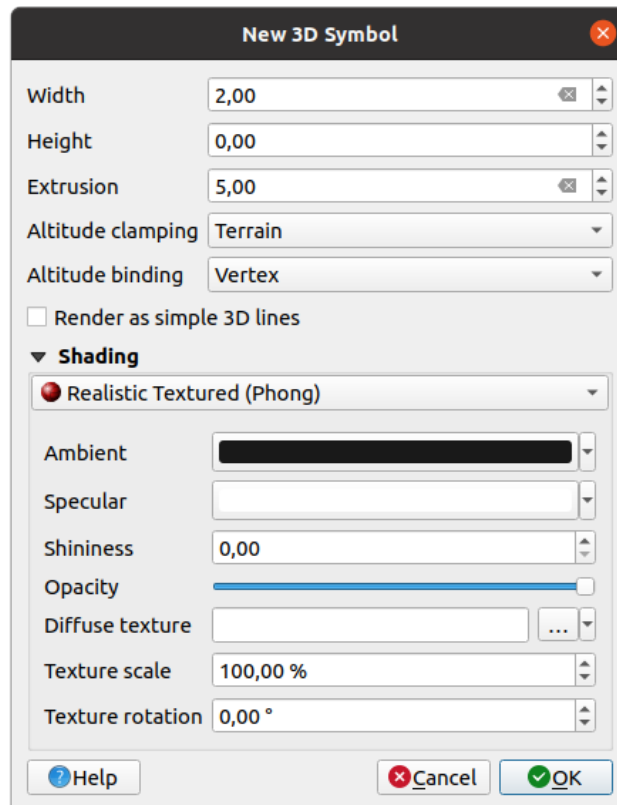 New 3D Symbol
Width 2,00
Height 0,00
Extrusion 5,00
Altitude clamping Terrain
Altitude binding Vertex
Render as simple 3D lines
Shading
Realistic Textured (Phong)
Ambient
Specular
Shininess 0,00
Opacity
Diffuse texture ...
Texture scale 100,00 %
Texture rotation 0,00 °
Help Cancel OK